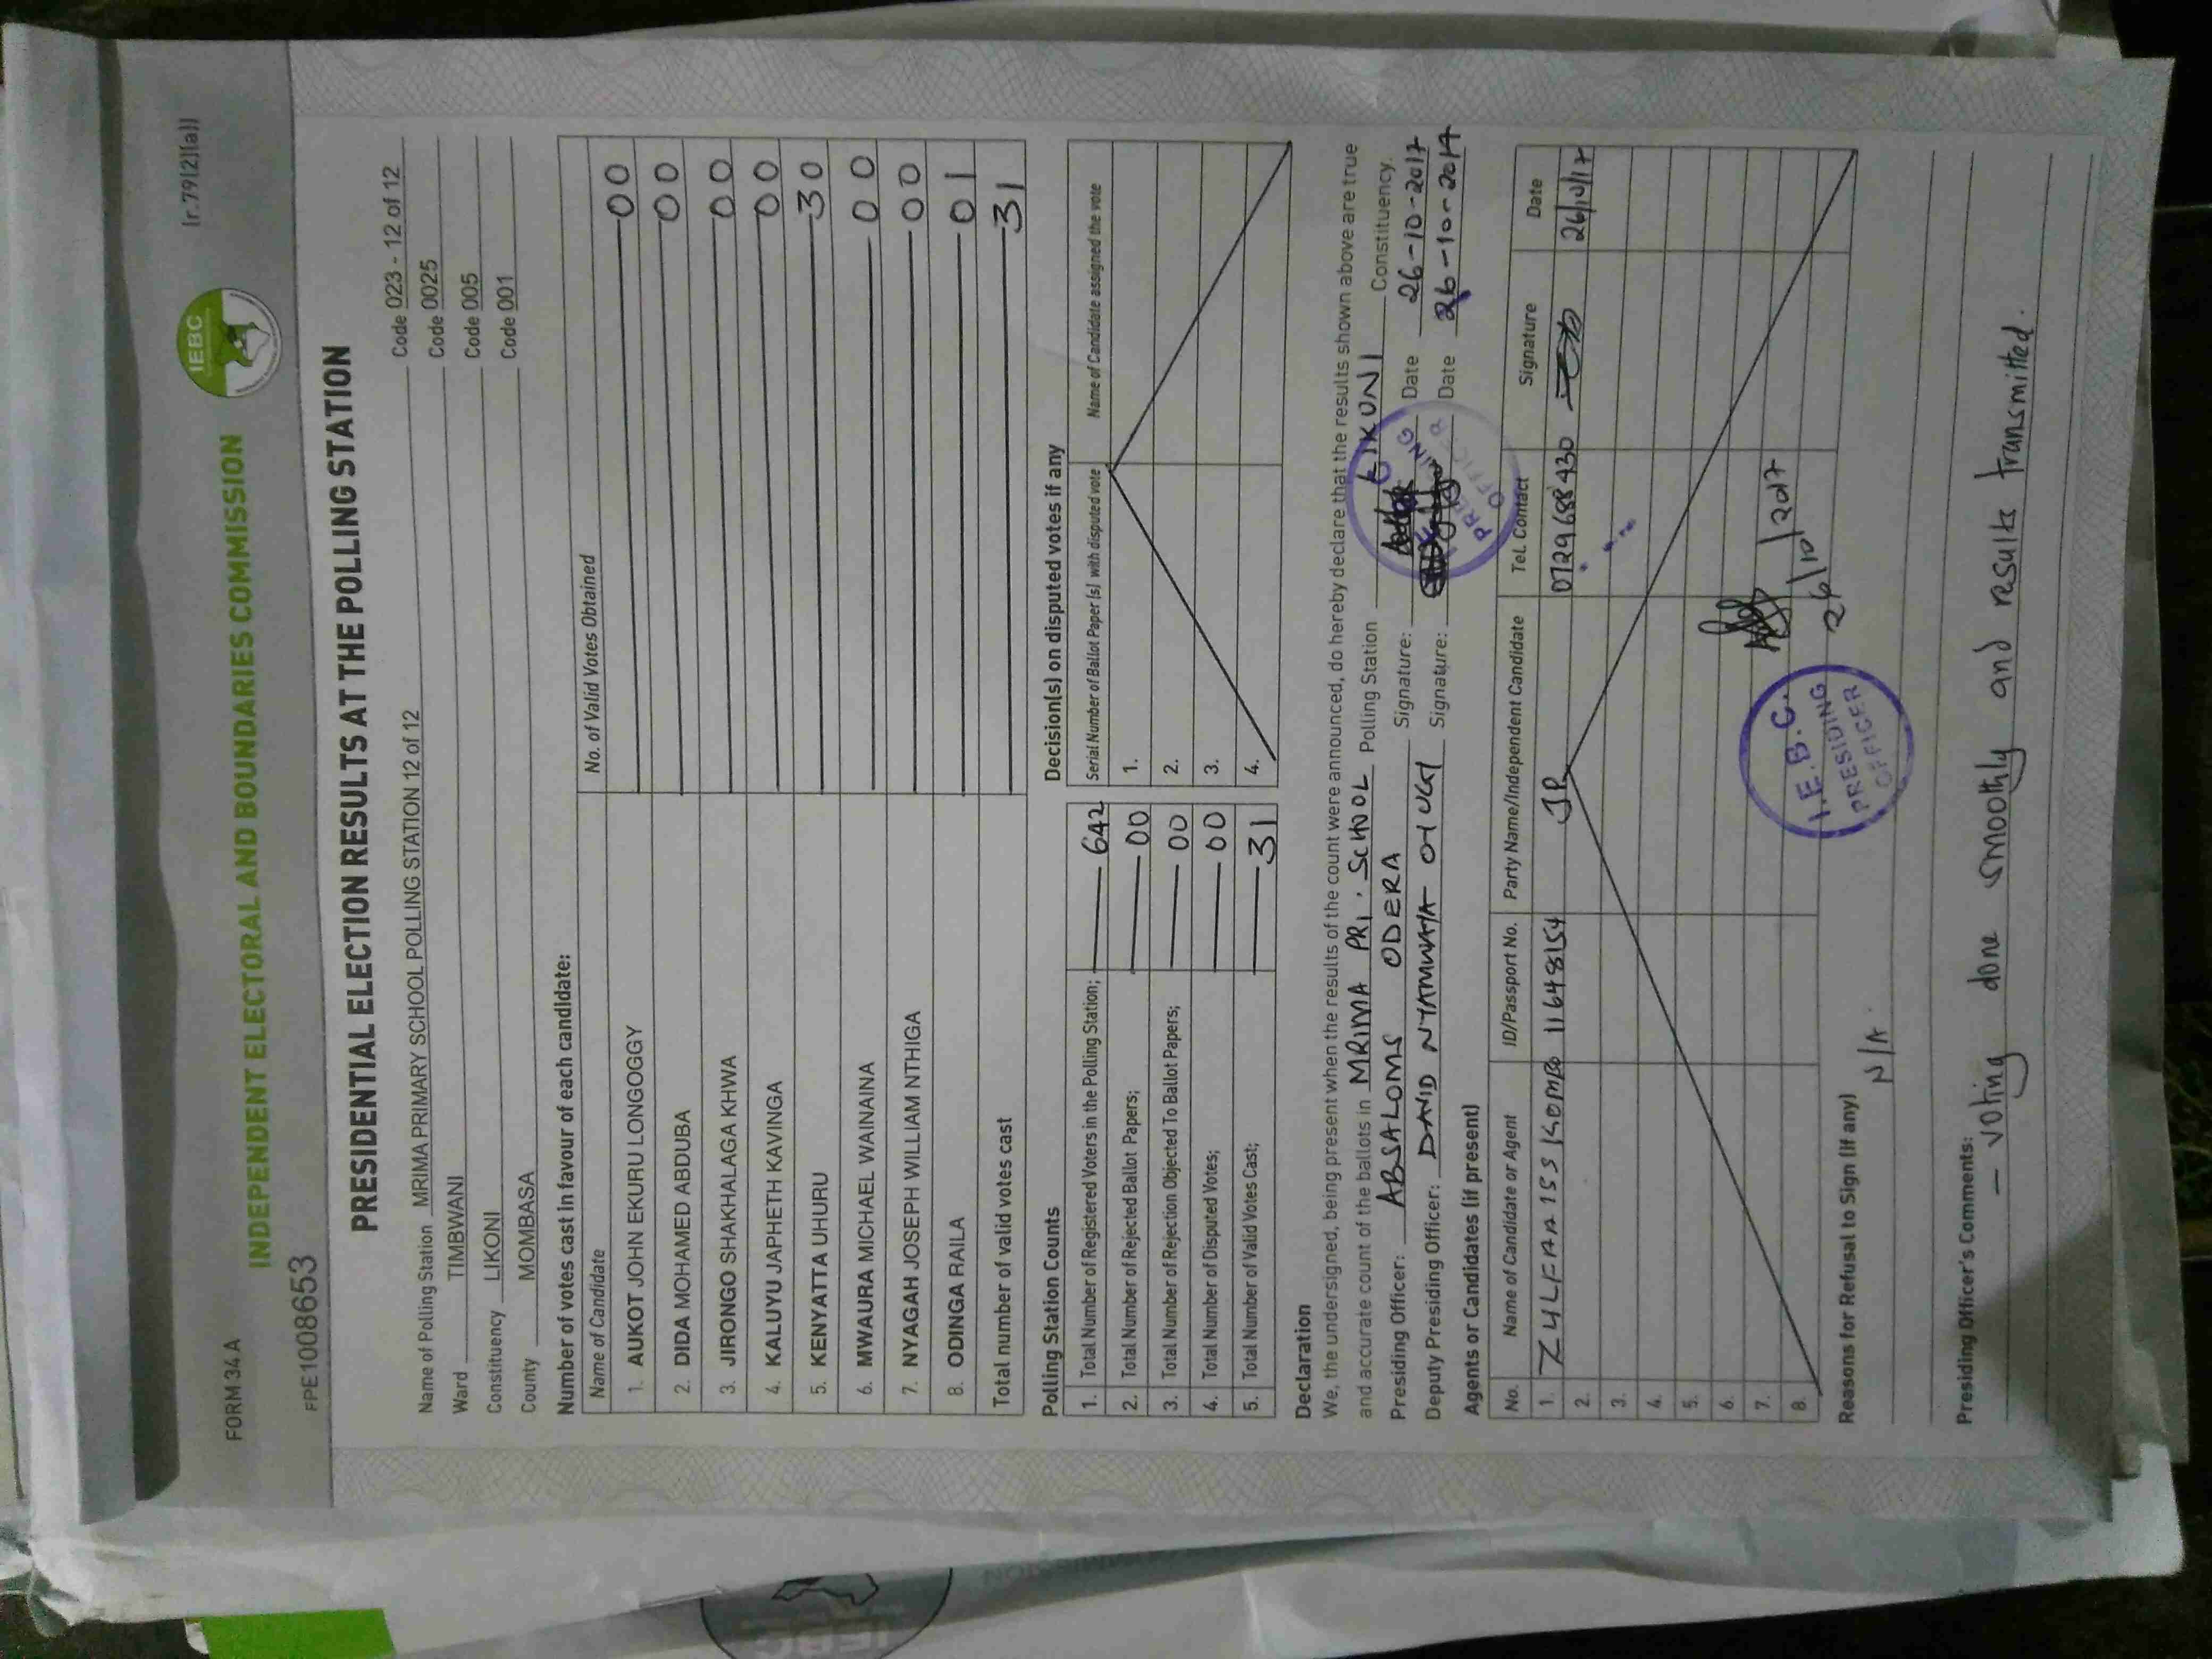 FORM 34 A
[r.79(2)(a)]
IEBC
INDEPENDENT ELECTORAL AND BOUNDARIES COMMISSION
PPE1008653
PRESIDENTIAL ELECTION RESULTS AT THE POLLING STATION
Name of Polling Station MRIMA PRIMARY SCHOOL POLLING STATION 12 of 12 Code 023 - 12 of 12
Ward TIMBWANI Code 0025
Constituency LIKONI Code 005
County MOMBASA Code 001
Number of votes cast in favour of each candidate:
Name of Candidate No. of Valid Votes Obtained
1. AUKOT JOHN EKURU LONGOGGY 00
2. DIDA MOHAMED ABDUBA 00
3. JIRONGO SHAKHALAGA KHWA 00
4. KALUYU JAPHETH KAVINGA 00
5. KENYATTA UHURU 30
6. MWAURA MICHAEL WAINAINA 00
7. NYAGAH JOSEPH WILLIAM NTHIGA 00
8. ODINGA RAILA 01
Total number of valid votes cast 31
Polling Station Counts
1. Total Number of Registered Voters in the Polling Station; 642
2. Total Number of Rejected Ballot Papers; 00
3. Total Number of Rejection Objected To Ballot Papers; 00
4. Total Number of Disputed Votes; 00
5. Total Number of Valid Votes Cast; 31
Decision(s) on disputed votes if any
Serial Number of Ballot Paper (s) with disputed vote Name of Candidate assigned the vote
1.
2.
3.
4.
Declaration
We, the undersigned, being present when the results of the count were announced, do hereby declare that the results shown above are true
and accurate count of the ballots in MRIMA PRI. SCHOOL Polling Station LIKONI Constituency.
Presiding Officer: ABSALOMS ODERA Signature: Date 26-10-2017
Deputy Presiding Officer: DAVID NYAMWAYA OYUGI Signature: Date 26-10-2017
PRESIDING OFFICER
Agents or Candidates (if present)
No. Name of Candidate or Agent ID/Passport No. Party Name/Independent Candidate Tel. Contact Signature Date
1. ZULFA ISS KOMBO 11648154 JP 0729688430 26/10/17
2.
3.
4.
5.
6.
7.
8.
26/10/2017
I.E.B.C.
PRESIDING
OFFICER
Reasons for Refusal to Sign (if any)
N/A.
Presiding Officer's Comments:
- voting done smoothly and results transmitted.
IEBC